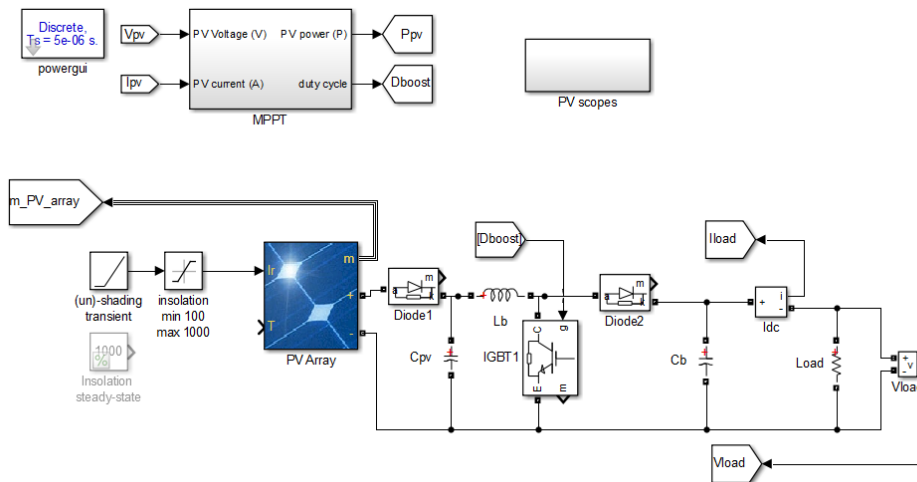 Discrete,
Ts = 5e-06 s.
powergui
Vpv
Ipv
PV Voltage (V)
PV power (P)
PV current (A)
duty cycle
MPPT
Ppv
Dboost
PV scopes
m_PV_array
[Dboost]
Iload
(un)-shading
transient
insolation
min 100
max 1000
Ir
m
+
T
-
PV Array
1000
%
Insolation
steady-state
a
m
k
Diode1
+
Cpv
+
Lb
C
g
E
m
IGBT1
a
m
k
Diode2
+
Cb
+
i
-
Idc
+
Load
+
v
-
Vload
Vload